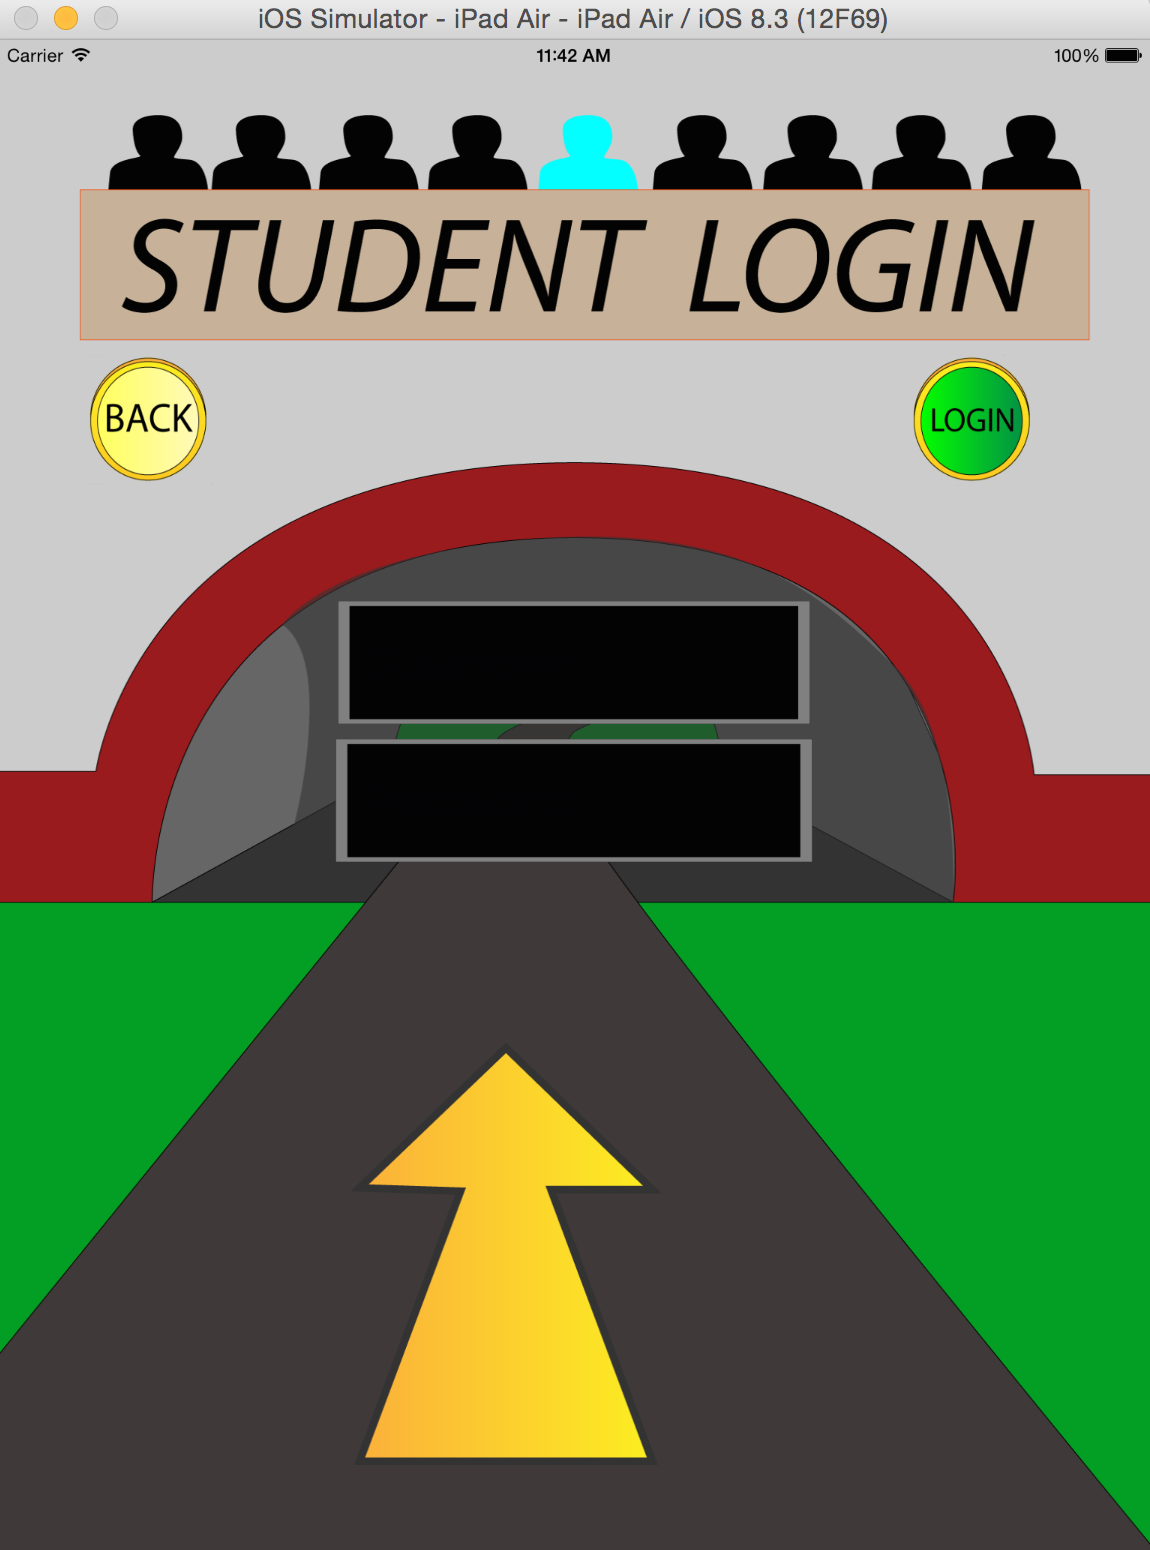 iOS Simulator - iPad Air - iPad Air / iOS 8.3 (12F69)
Carrier 11:42 AM 100%
STUDENT LOGIN
BACK LOGIN